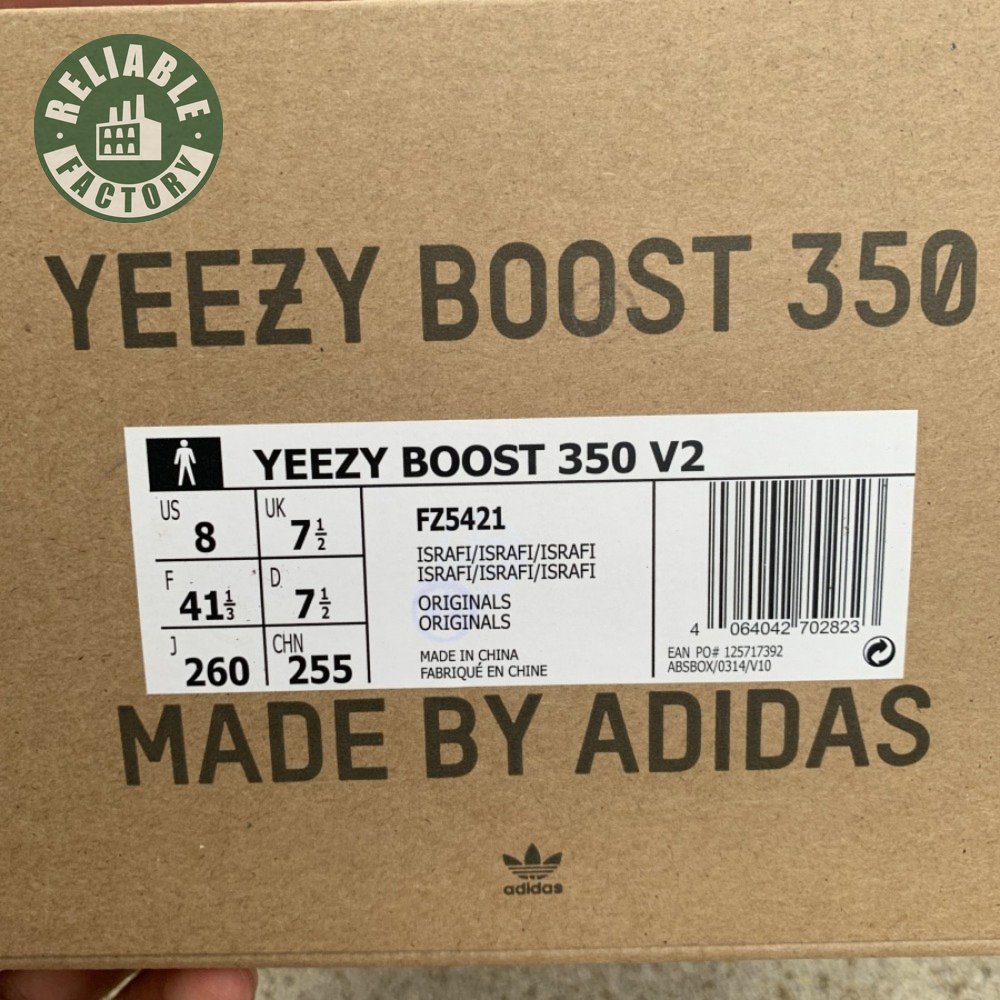 RELIABLE
FACTORY
YEEZY BOOST 350
YEEZY BOOST 350 V2
US 8
UK 7½
F 41⅓
D 7½
J 260
CHN 255
FZ5421
ISRAFI/ISRAFI/ISRAFI
ISRAFI/ISRAFI/ISRAFI
ORIGINALS
ORIGINALS
MADE IN CHINA
FABRIQUÉ EN CHINE
4 064042 702823
EAN PO# 125717392
ABSBOX/0314/V10
MADE BY ADIDAS
adidas